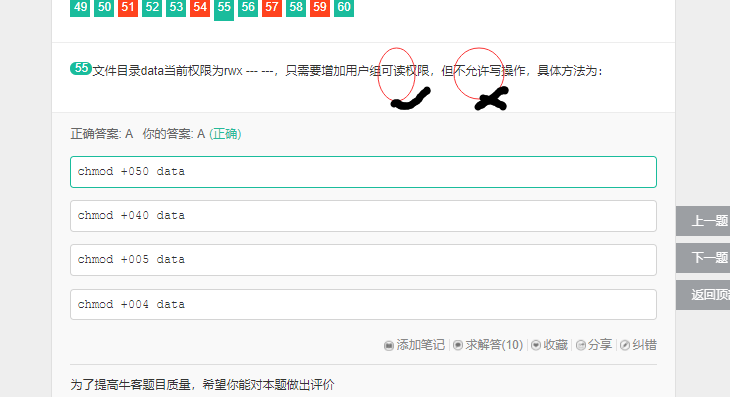 49 50 51 52 53 54 55 56 57 58 59 60
55 文件目录data当前权限为rwx --- ---，只需要增加用户组可读权限，但不允许写操作，具体方法为：
正确答案: A 你的答案: A (正确)
chmod +050 data
chmod +040 data
chmod +005 data
chmod +004 data
上一题
下一题
返回顶
添加笔记 求解答(10) 收藏 分享 纠错
为了提高牛客题目质量，希望你能对本题做出评价